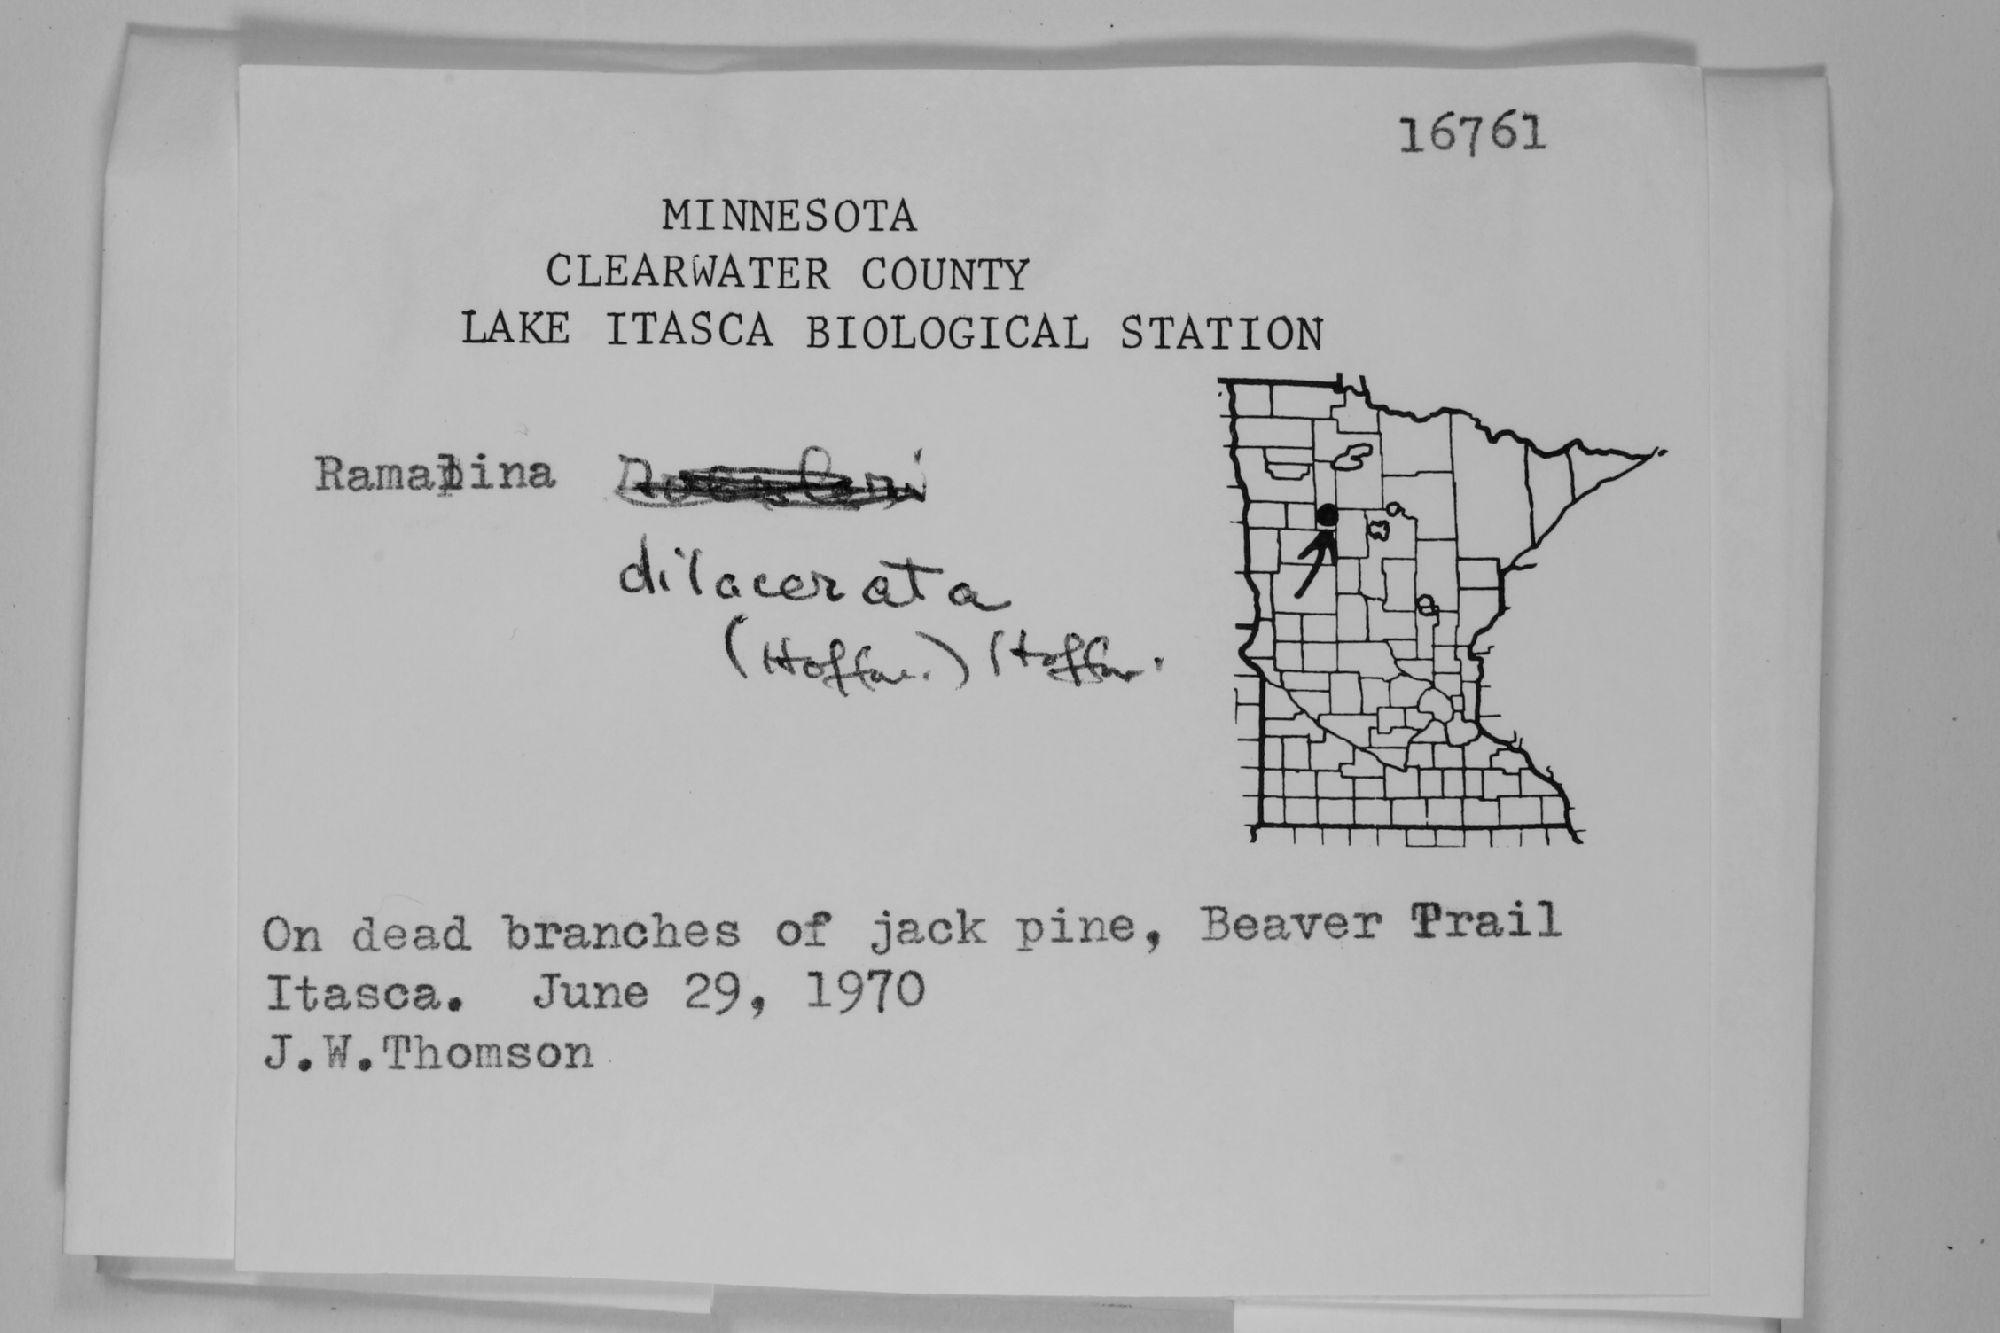 16761
MINNESOTA
CLEARWATER COUNTY
LAKE ITASCA BIOLOGICAL STATION
Ramalina
dilacerata
(Hoffm.) Hoffm.
On dead branches of jack pine, Beaver Trail
Itasca. June 29, 1970
J.W.Thomson